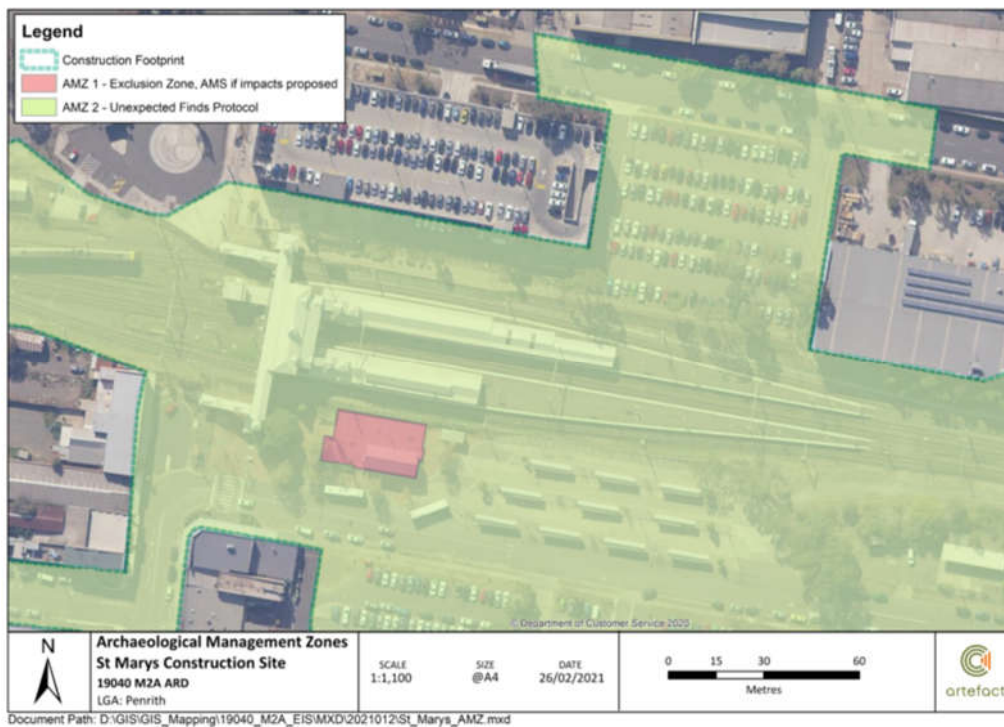 Legend
Construction Footprint
AMZ 1 - Exclusion Zone, AMS if impacts proposed
AMZ 2 - Unexpected Finds Protocol
© Department of Customer Service 2020
N
Archaeological Management Zones
St Marys Construction Site
19040 M2A ARD
LGA: Penrith
SCALE
1:1,100
SIZE
@A4
DATE
26/02/2021
0 15 30 60
Metres
artefact
Document Path: D:\GIS\GIS_Mapping\19040_M2A_EIS\MXD\2021012\St_Marys_AMZ.mxd